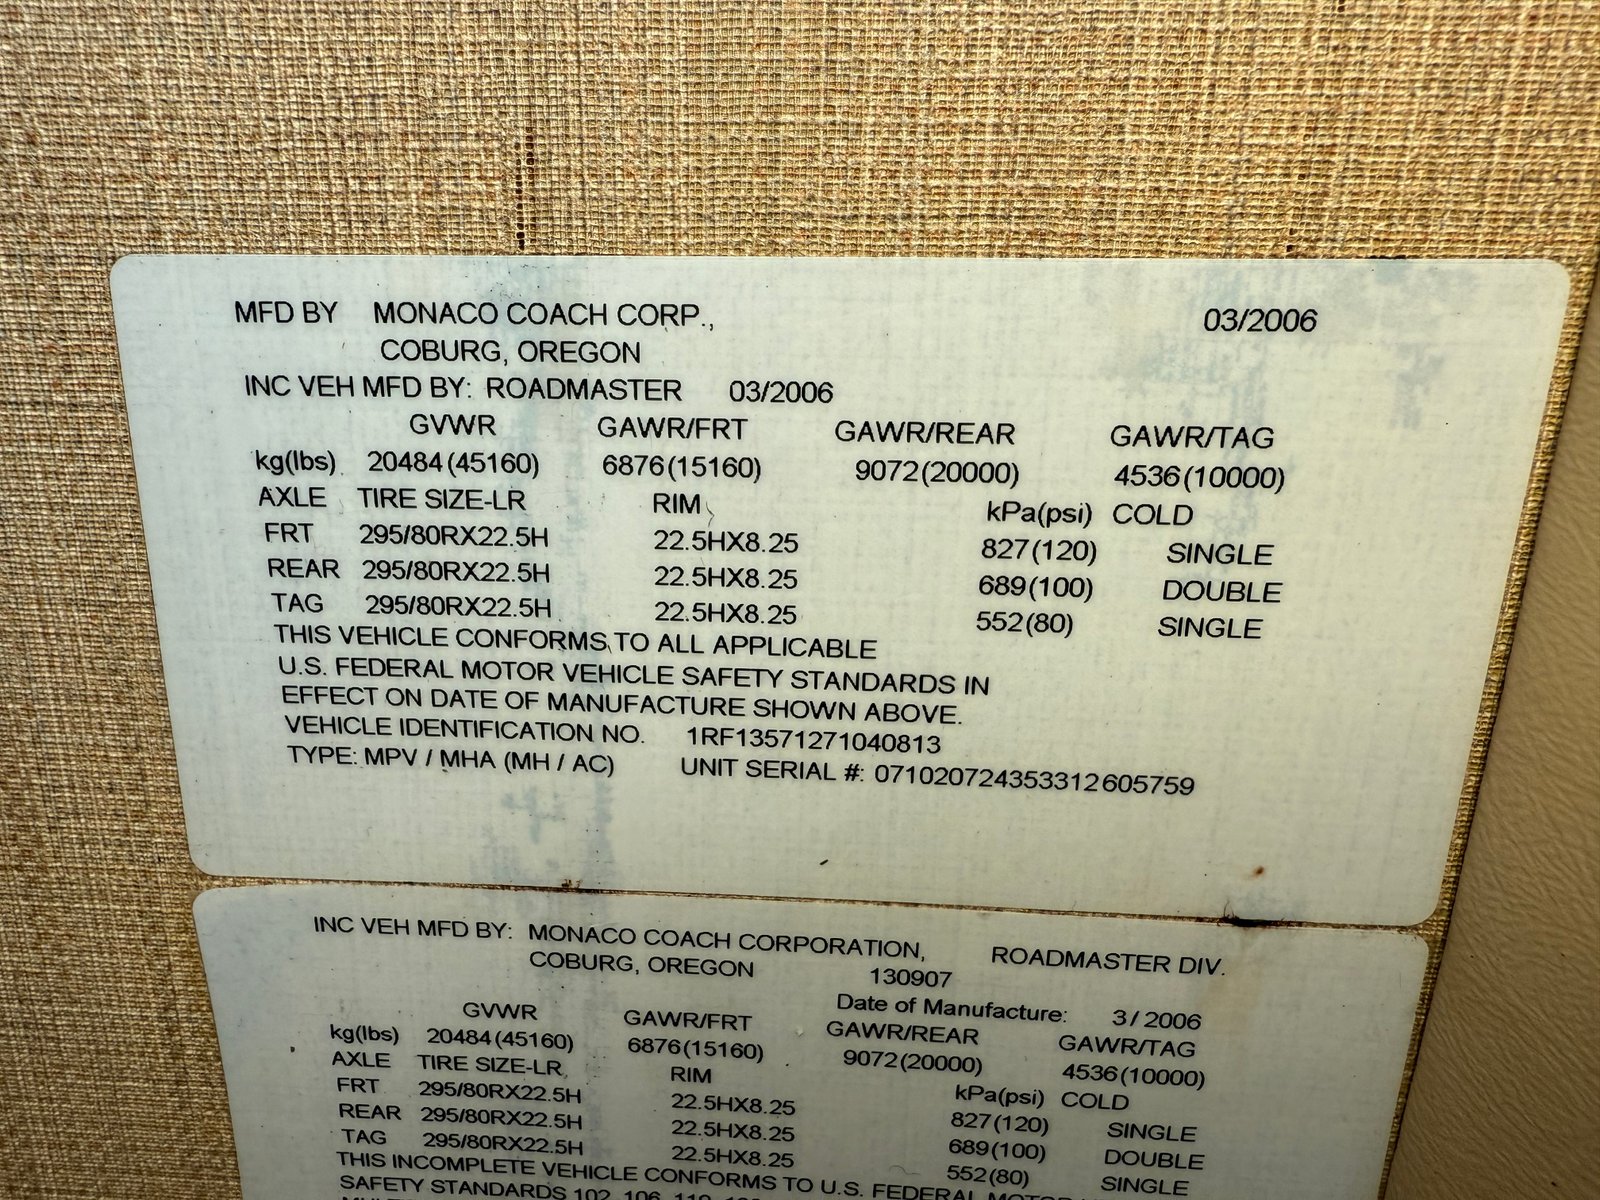 MFD BY MONACO COACH CORP., 03/2006
COBURG, OREGON
INC VEH MFD BY: ROADMASTER 03/2006
GVWR GAWR/FRT GAWR/REAR GAWR/TAG
kg(lbs) 20484(45160) 6876(15160) 9072(20000) 4536(10000)
AXLE TIRE SIZE-LR RIM kPa(psi) COLD
FRT 295/80RX22.5H 22.5HX8.25 827(120) SINGLE
REAR 295/80RX22.5H 22.5HX8.25 689(100) DOUBLE
TAG 295/80RX22.5H 22.5HX8.25 552(80) SINGLE
THIS VEHICLE CONFORMS TO ALL APPLICABLE
U.S. FEDERAL MOTOR VEHICLE SAFETY STANDARDS IN
EFFECT ON DATE OF MANUFACTURE SHOWN ABOVE.
VEHICLE IDENTIFICATION NO. 1RF13571271040813
TYPE: MPV / MHA (MH / AC) UNIT SERIAL #: 071020724353312605759
INC VEH MFD BY: MONACO COACH CORPORATION, ROADMASTER DIV.
COBURG, OREGON 130907
Date of Manufacture: 3/2006
GVWR GAWR/FRT GAWR/REAR GAWR/TAG
kg(lbs) 20484(45160) 6876(15160) 9072(20000) 4536(10000)
AXLE TIRE SIZE-LR RIM kPa(psi) COLD
FRT 295/80RX22.5H 22.5HX8.25 827(120) SINGLE
REAR 295/80RX22.5H 22.5HX8.25 689(100) DOUBLE
TAG 295/80RX22.5H 22.5HX8.25 552(80) SINGLE
THIS INCOMPLETE VEHICLE CONFORMS TO U.S. FEDERAL MOTOR
SAFETY STANDARDS 102, 106,